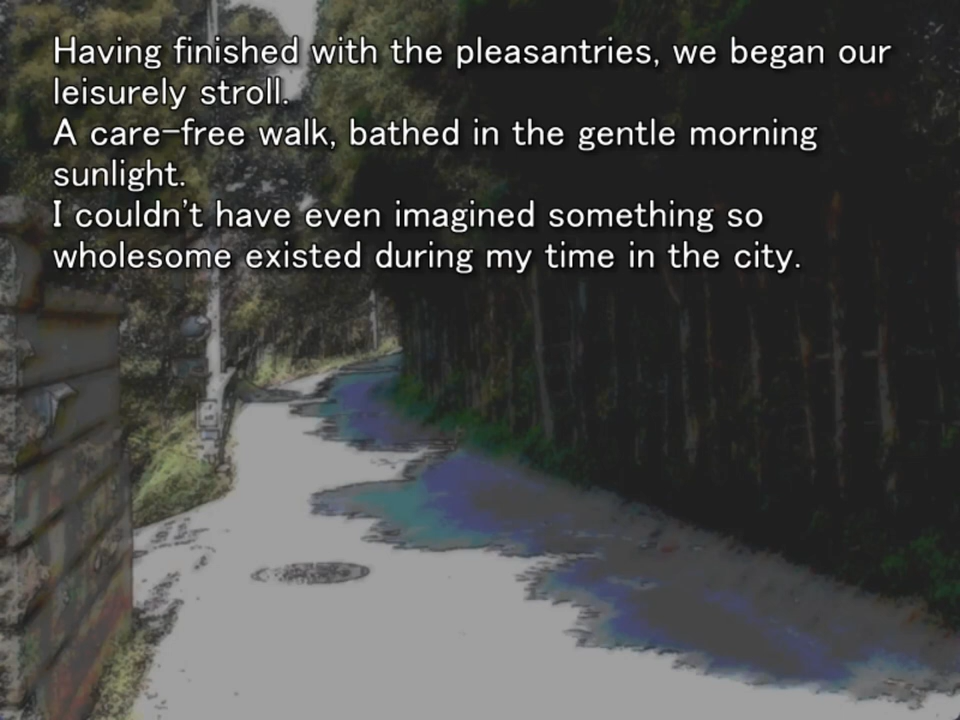 Having finished with the pleasantries, we began our
leisurely stroll.
A care-free walk, bathed in the gentle morning
sunlight.
I couldn't have even imagined something so
wholesome existed during my time in the city.